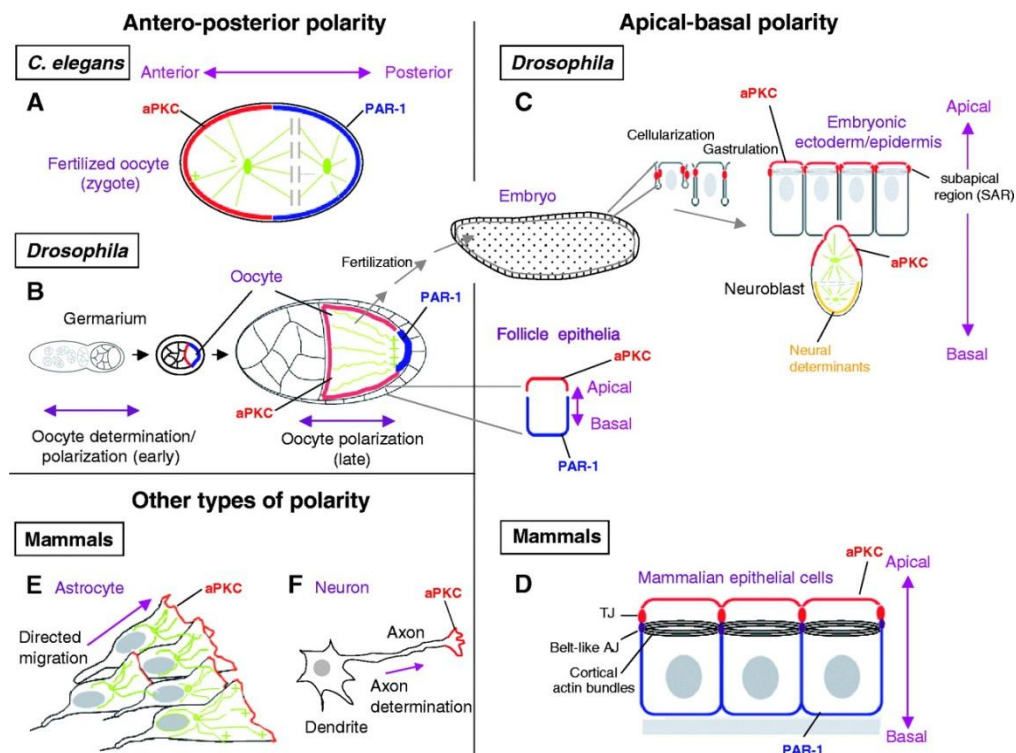 Antero-posterior polarity
C. elegans
Anterior
Posterior
A
aPKC
PAR-1
Fertilized oocyte
(zygote)
Drosophila
B
Oocyte
Germarium
Fertilization
PAR-1
aPKC
Oocyte determination/
polarization (early)
Oocyte polarization
(late)
Apical-basal polarity
Drosophila
C
aPKC
Apical
Cellularization
Gastrulation
Embryonic
ectoderm/epidermis
subapical
region (SAR)
Embryo
aPKC
Neuroblast
Neural
determinants
Basal
Follicle epithelia
aPKC
Apical
Basal
PAR-1
Other types of polarity
Mammals
E
Astrocyte
aPKC
Directed
migration
F
Neuron
aPKC
Axon
Axon
determination
Dendrite
Mammals
D
aPKC
Apical
Mammalian epithelial cells
TJ
Belt-like AJ
Cortical
actin bundles
PAR-1
Basal